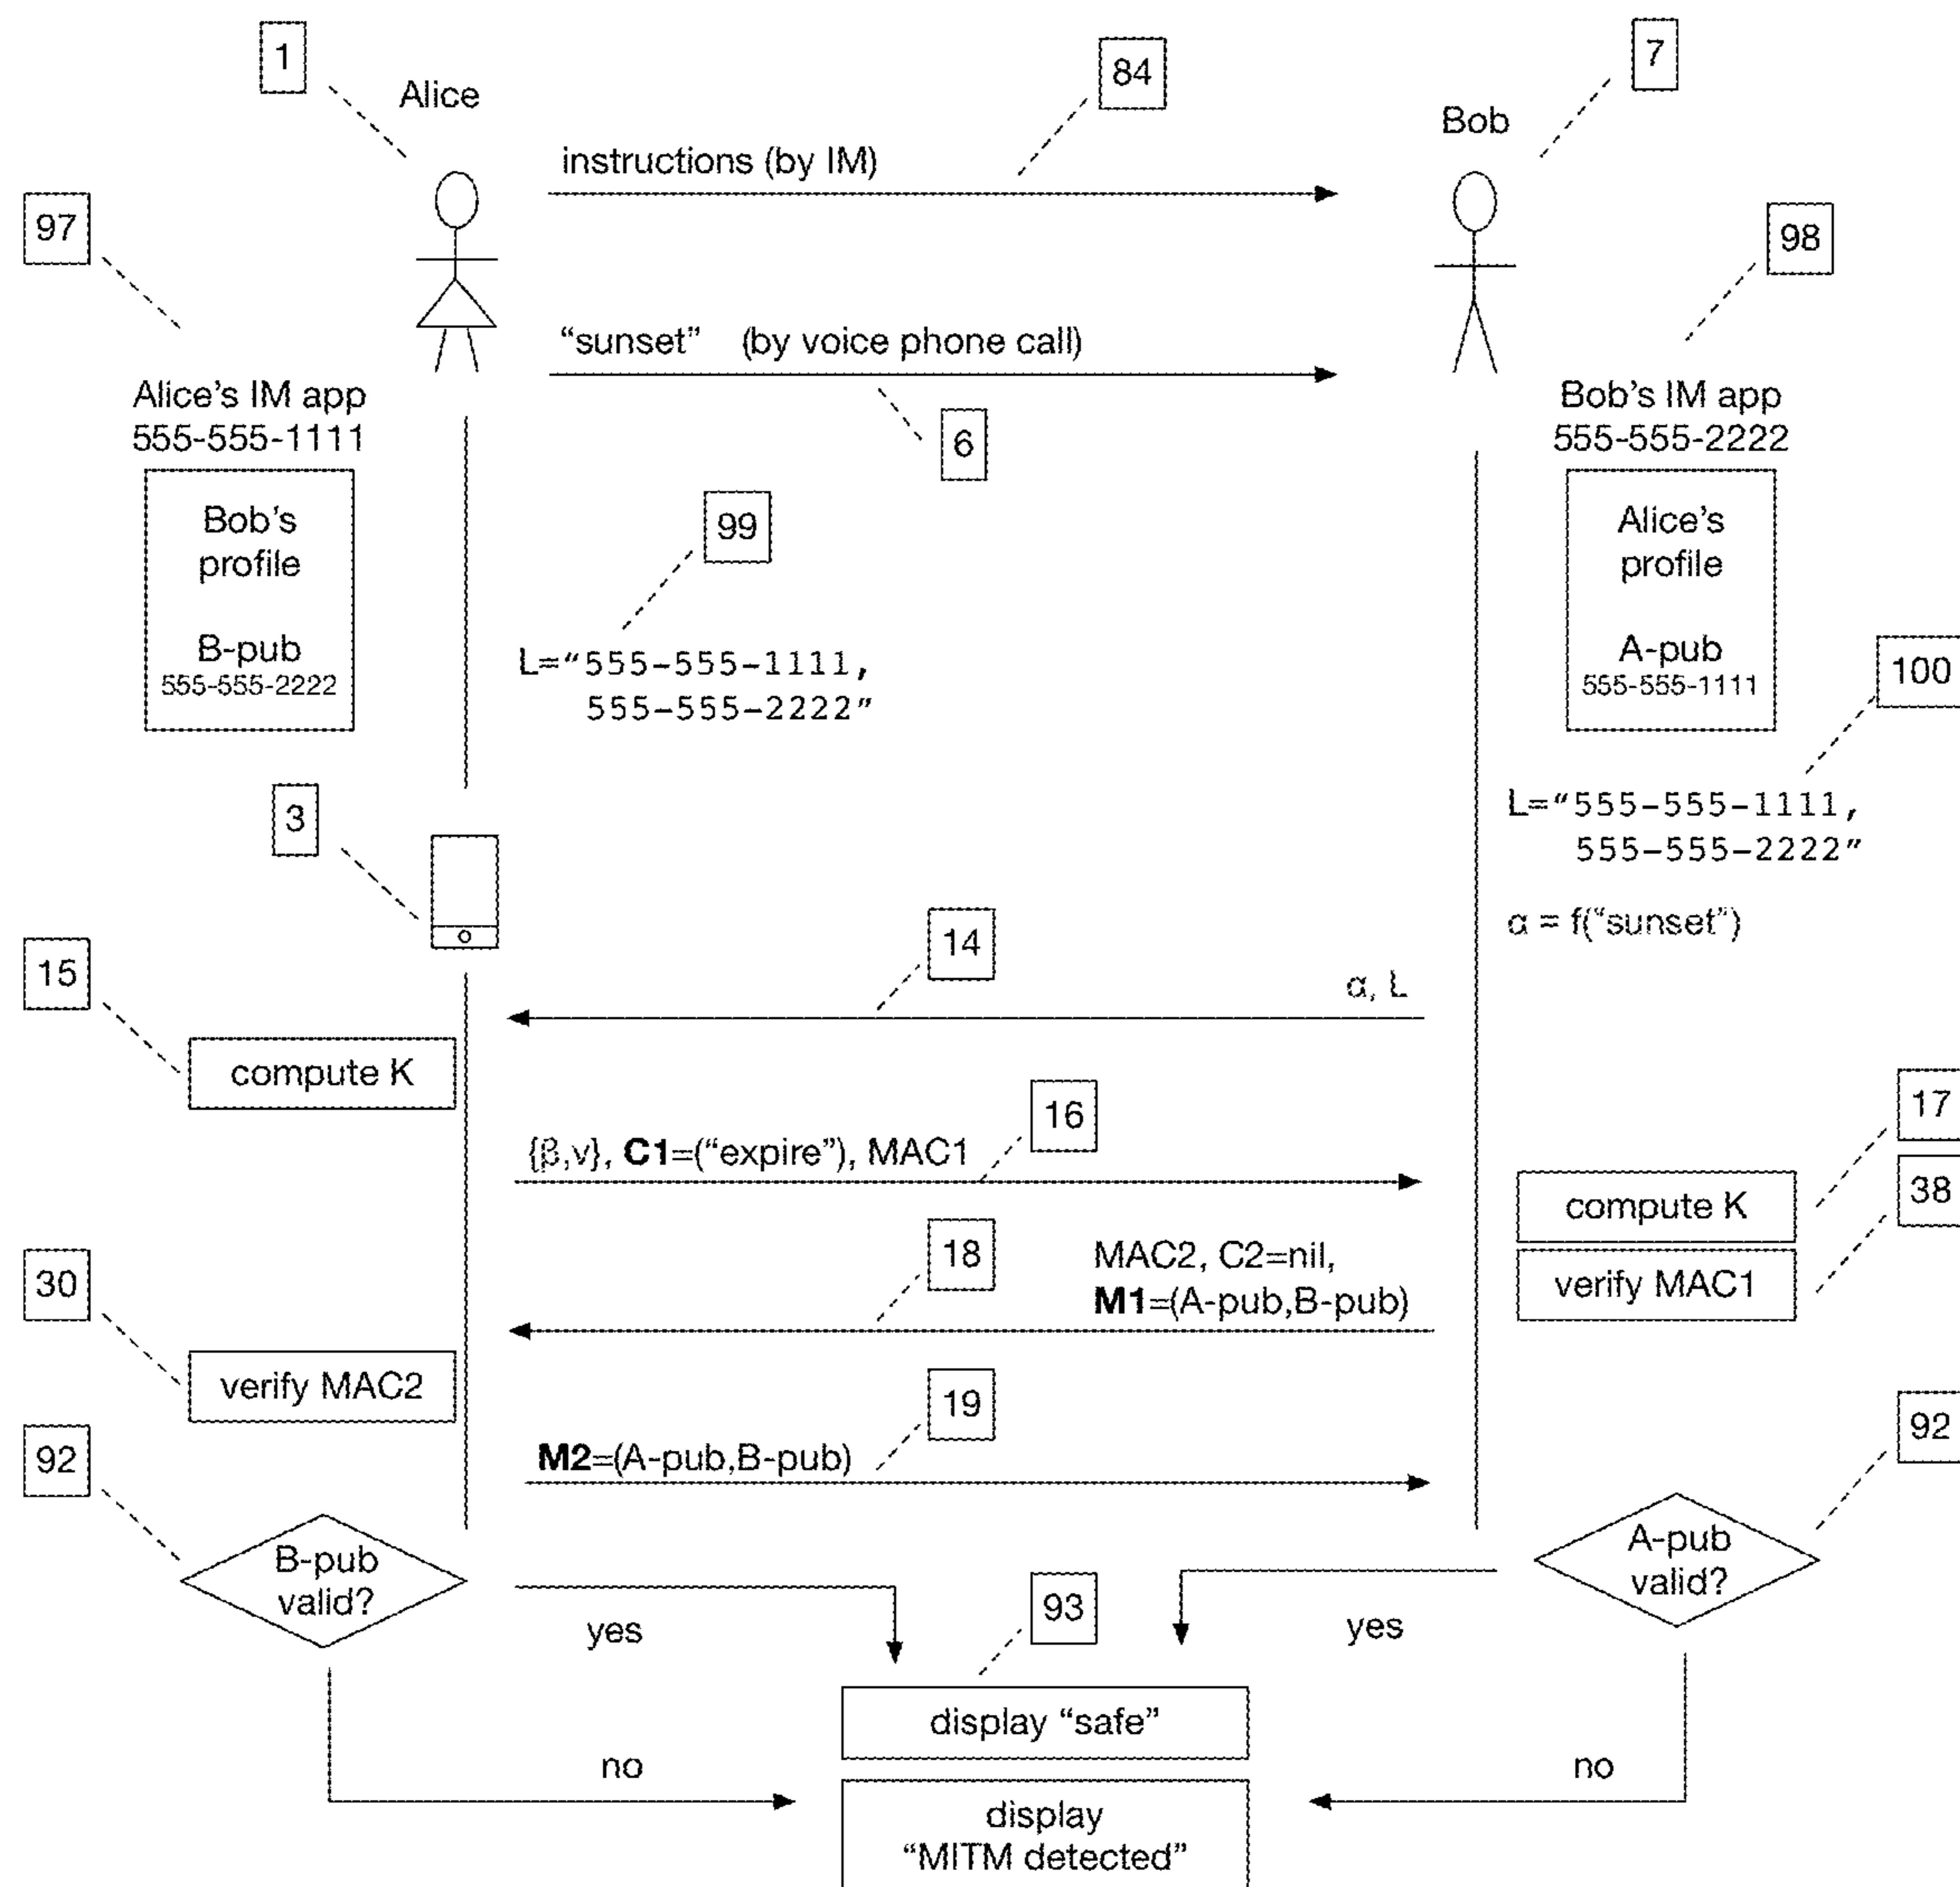 1
Alice
84
7
Bob
instructions (by IM)
97
98
“sunset” (by voice phone call)
6
Alice's IM app
555-555-1111
Bob's IM app
555-555-2222
Bob's
profile
B-pub
555-555-2222
Alice's
profile
A-pub
555-555-1111
99
L=“555-555-1111,
555-555-2222”
100
L=“555-555-1111,
555-555-2222”
3
α = f(“sunset”)
14
α, L
15
compute K
16
{β,ν}, C1=(“expire”), MAC1
17
compute K
38
verify MAC1
18
MAC2, C2=nil,
M1=(A-pub,B-pub)
30
verify MAC2
19
M2=(A-pub,B-pub)
92
92
B-pub
valid?
A-pub
valid?
yes
93
yes
display “safe”
no
no
display
“MITM detected”